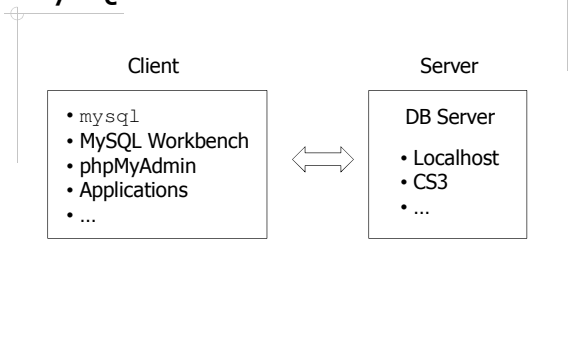 Client
Server
• mysql
• MySQL Workbench
• phpMyAdmin
• Applications
• ...
DB Server
• Localhost
• CS3
• ...